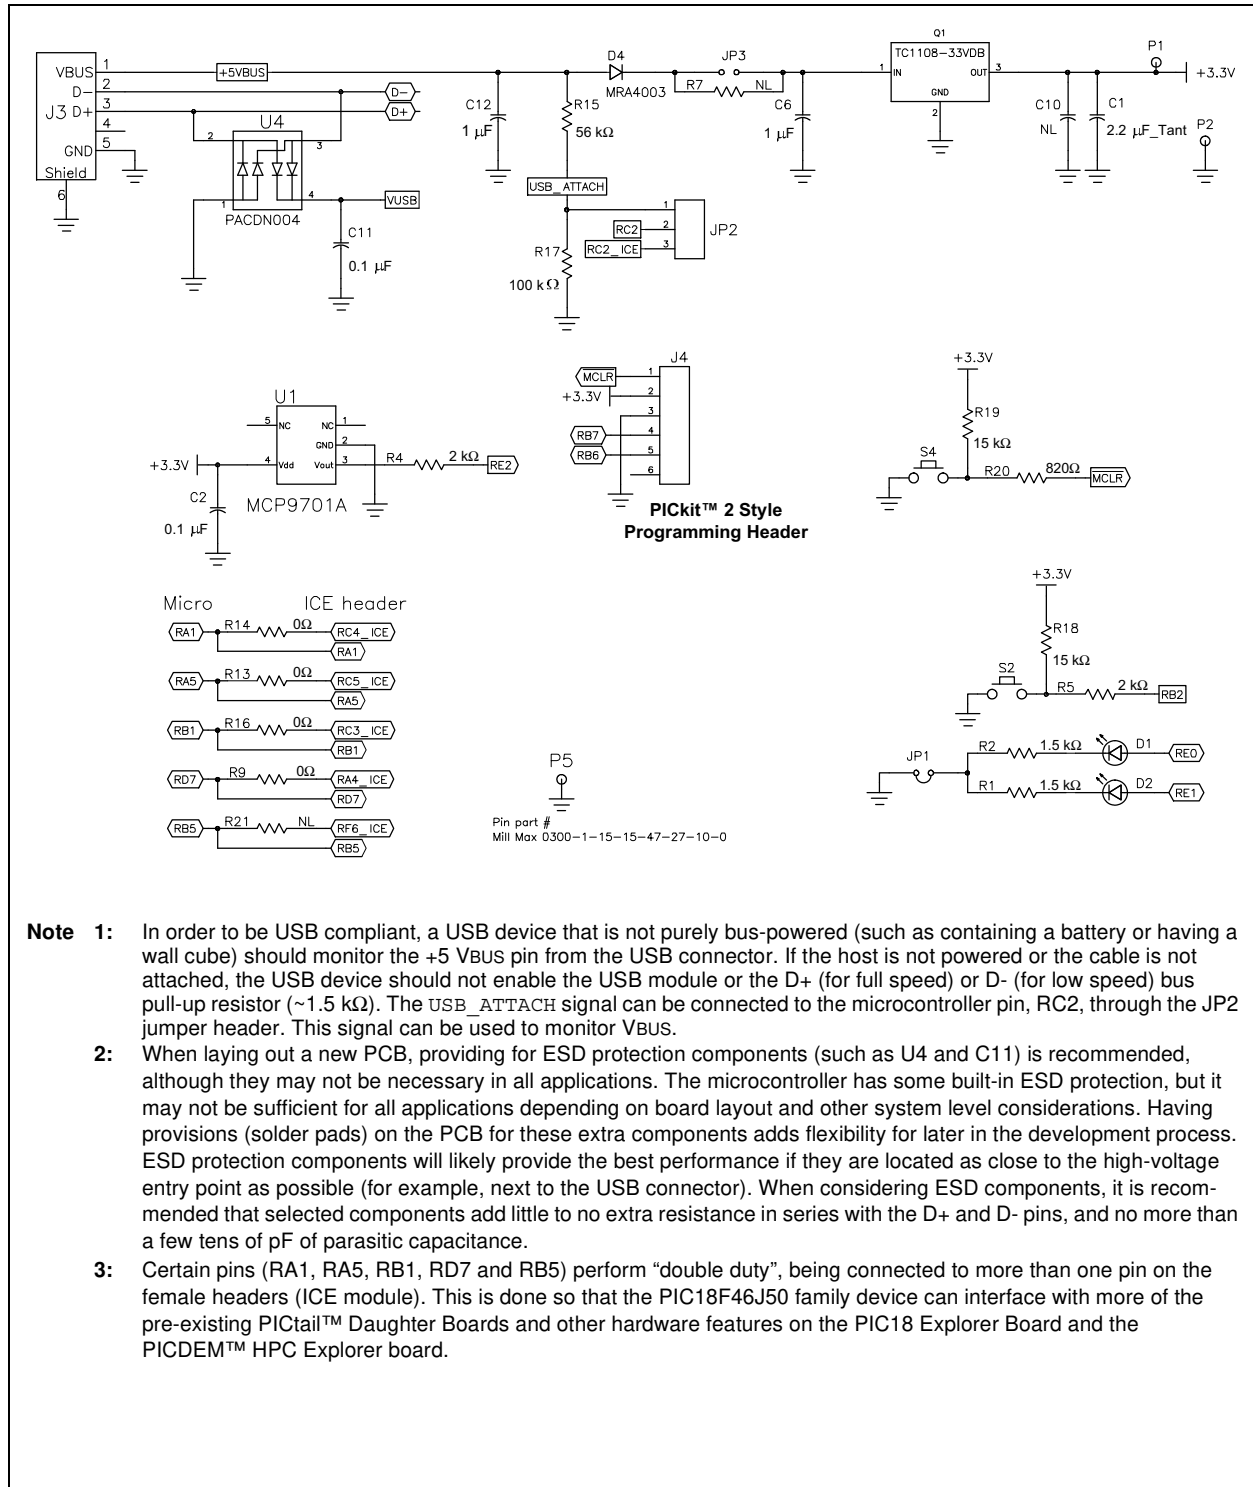 Q1
TC1108-33VDB
1 IN OUT 3
GND
2
P1
+3.3V
P2
D4
MRA4003
JP3
R7 NL
C6
1 µF
C10
NL
C1
2.2 µF_Tant
VBUS 1
+5VBUS
D- 2
D-
J3 D+ 3
D+
4
GND 5
Shield
6
U4
2 3
1 4
PACDN004
VUSB
C11
0.1 µF
C12
1 µF
R15
56 kΩ
USB_ATTACH
1
RC2 2
RC2_ICE 3
JP2
R17
100 kΩ
U1
5 NC NC 1
GND 2
+3.3V 4 Vdd Vout 3
R4 2 kΩ RE2
C2
0.1 µF
MCP9701A
J4
MCLR 1
+3.3V 2
3
RB7 4
RB6 5
6
PICkit™ 2 Style
Programming Header
+3.3V
R19
15 kΩ
S4
R20 820Ω MCLR
Micro ICE header
RA1 R14 0Ω RC4_ICE
RA1
RA5 R13 0Ω RC5_ICE
RA5
RB1 R16 0Ω RC3_ICE
RB1
RD7 R9 0Ω RA4_ICE
RD7
RB5 R21 NL RF6_ICE
RB5
P5
Pin part #
Mill Max 0300-1-15-15-47-27-10-0
+3.3V
R18
15 kΩ
S2
R5 2 kΩ RB2
JP1
R2 1.5 kΩ D1 RE0
R1 1.5 kΩ D2 RE1
Note 1: In order to be USB compliant, a USB device that is not purely bus-powered (such as containing a battery or having a
wall cube) should monitor the +5 VBUS pin from the USB connector. If the host is not powered or the cable is not
attached, the USB device should not enable the USB module or the D+ (for full speed) or D- (for low speed) bus
pull-up resistor (~1.5 kΩ). The USB_ATTACH signal can be connected to the microcontroller pin, RC2, through the JP2
jumper header. This signal can be used to monitor VBUS.
2: When laying out a new PCB, providing for ESD protection components (such as U4 and C11) is recommended,
although they may not be necessary in all applications. The microcontroller has some built-in ESD protection, but it
may not be sufficient for all applications depending on board layout and other system level considerations. Having
provisions (solder pads) on the PCB for these extra components adds flexibility for later in the development process.
ESD protection components will likely provide the best performance if they are located as close to the high-voltage
entry point as possible (for example, next to the USB connector). When considering ESD components, it is recom-
mended that selected components add little to no extra resistance in series with the D+ and D- pins, and no more than
a few tens of pF of parasitic capacitance.
3: Certain pins (RA1, RA5, RB1, RD7 and RB5) perform “double duty”, being connected to more than one pin on the
female headers (ICE module). This is done so that the PIC18F46J50 family device can interface with more of the
pre-existing PICtail™ Daughter Boards and other hardware features on the PIC18 Explorer Board and the
PICDEM™ HPC Explorer board.